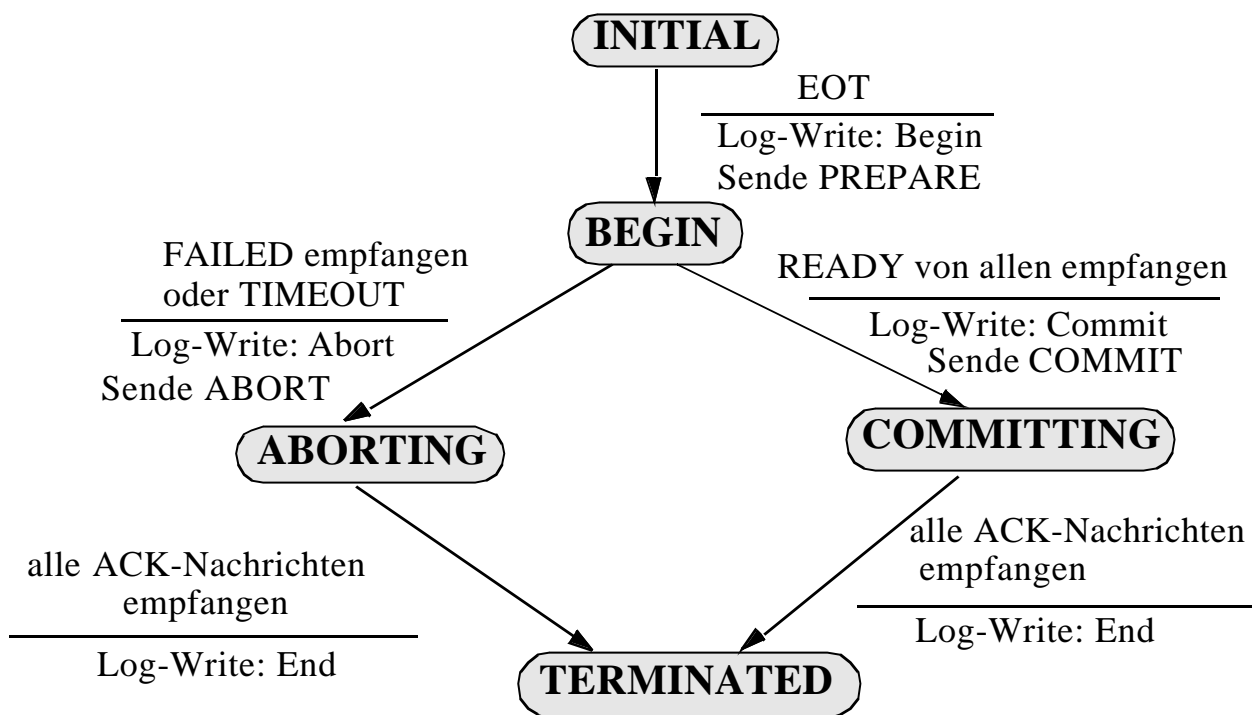 INITIAL
EOT
Log-Write: Begin
Sende PREPARE
BEGIN
FAILED empfangen
oder TIMEOUT
Log-Write: Abort
Sende ABORT
READY von allen empfangen
Log-Write: Commit
Sende COMMIT
ABORTING
COMMITTING
alle ACK-Nachrichten
empfangen
Log-Write: End
alle ACK-Nachrichten
empfangen
Log-Write: End
TERMINATED